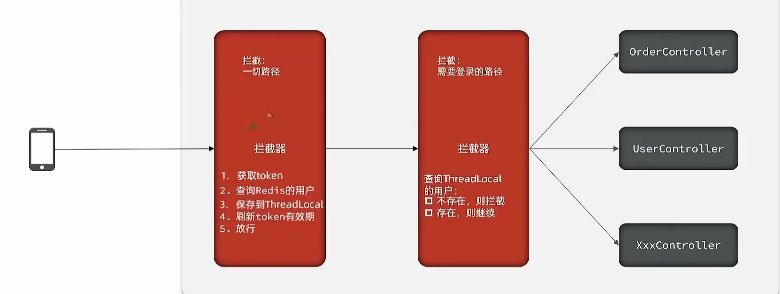 拦截:
一切路径
拦截器
1. 获取token
2. 查询Redis的用户
3. 保存到ThreadLocal
4. 刷新token有效期
5. 放行
拦截:
需要登录的路径
拦截器
查询ThreadLocal
的用户:
不存在, 则拦截
存在, 则继续
OrderController
UserController
XxxController